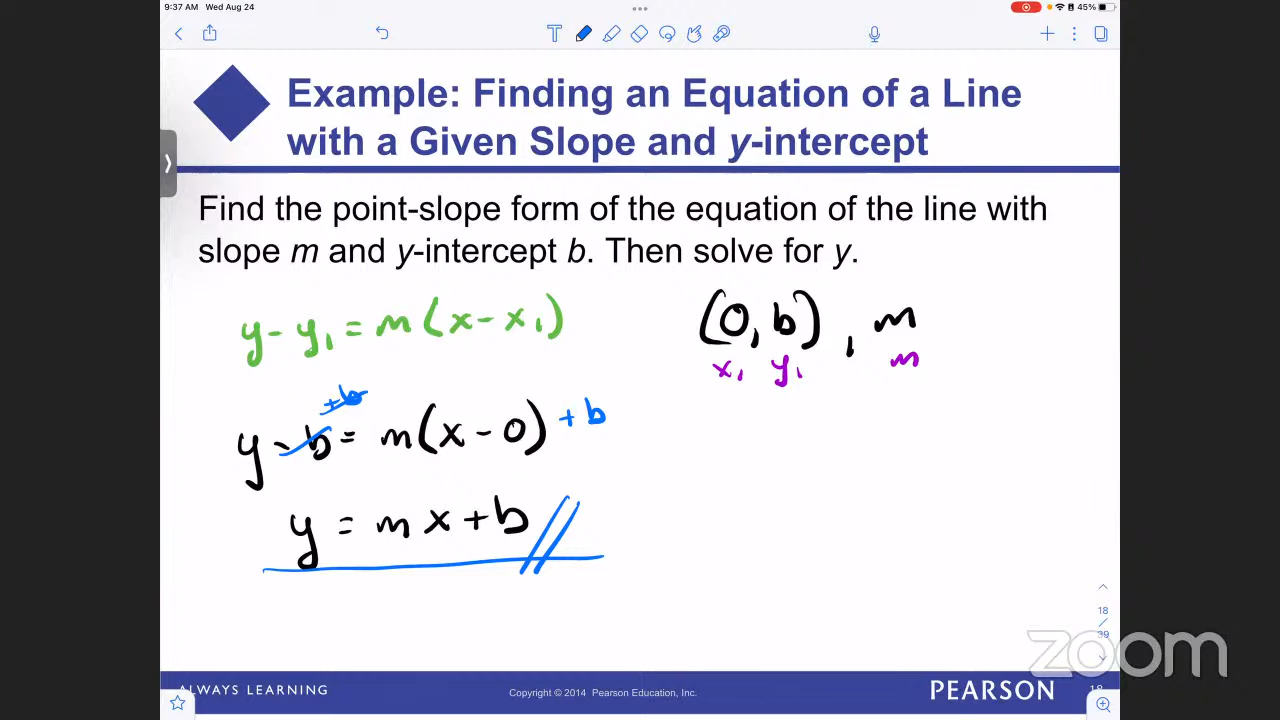 9:37 AM Wed Aug 24
45%
T
Example: Finding an Equation of a Line
with a Given Slope and y-intercept
Find the point-slope form of the equation of the line with
slope m and y-intercept b. Then solve for y.
y - y₁ = m(x - x₁)
(0, b), m
x₁ y₁ m
+b
y - b = m(x - 0) + b
y = mx + b
18
/
39
zoom
ALWAYS LEARNING
Copyright © 2014 Pearson Education, Inc.
PEARSON
18